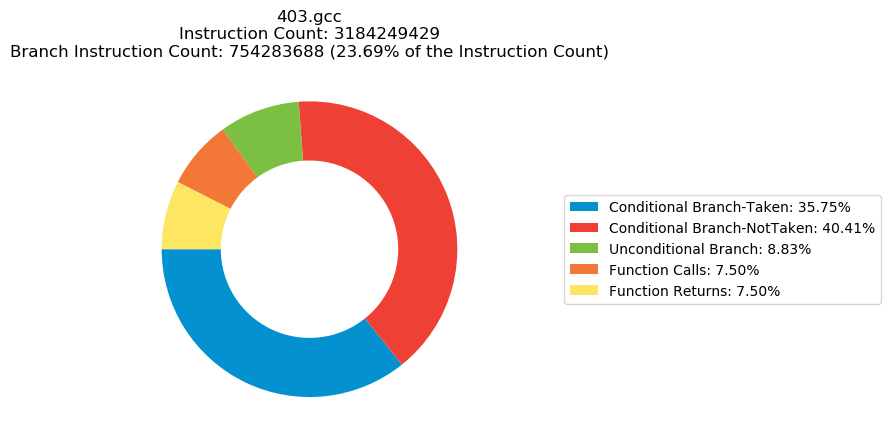 403.gcc
Instruction Count: 3184249429
Branch Instruction Count: 754283688 (23.69% of the Instruction Count)
Conditional Branch-Taken: 35.75%
Conditional Branch-NotTaken: 40.41%
Unconditional Branch: 8.83%
Function Calls: 7.50%
Function Returns: 7.50%